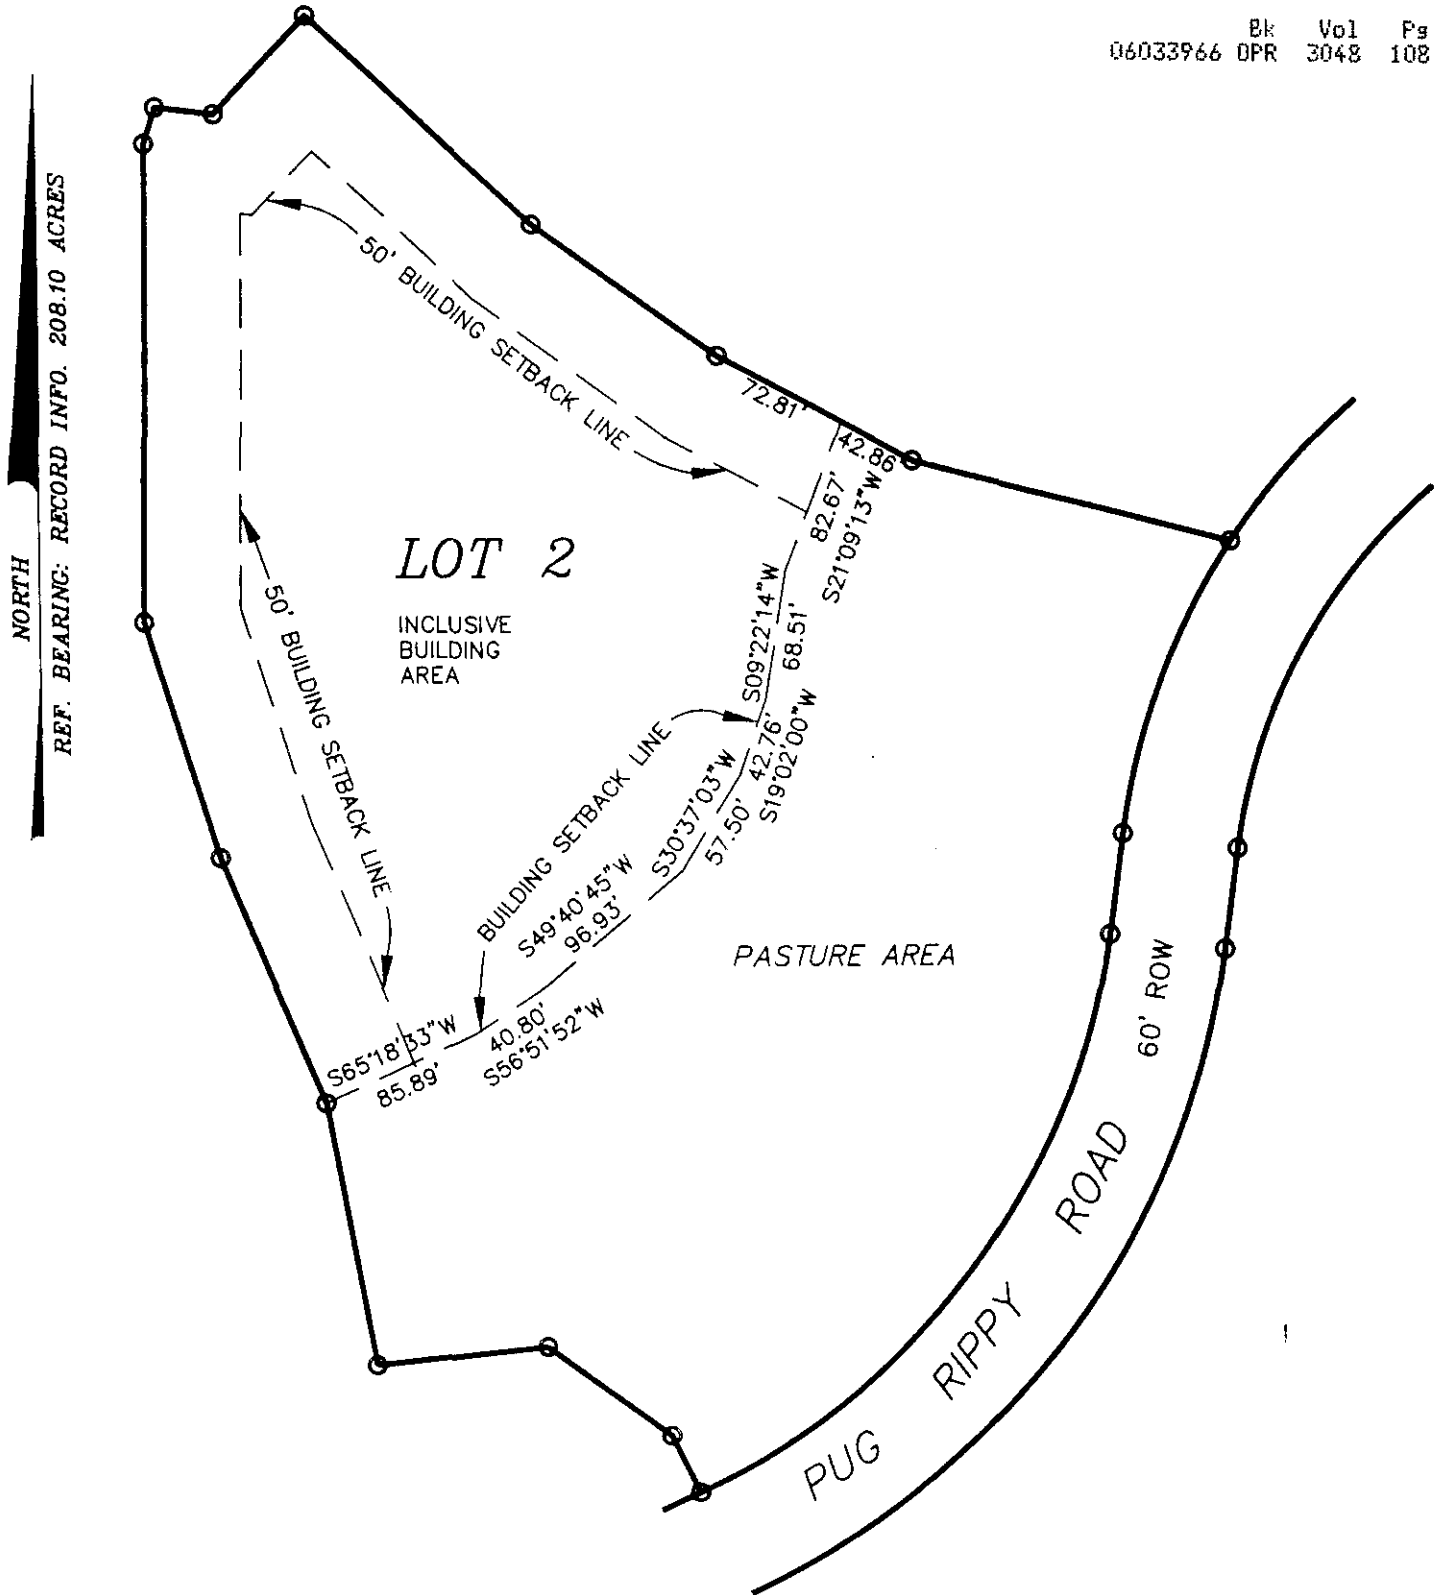 Bk Vol Pg
06033966 OPR 3048 108
NORTH
REF. BEARING: RECORD INFO. 208.10 ACRES
50' BUILDING SETBACK LINE
72.81'
42.86'
82.67'
S21°09'13"W
LOT 2
INCLUSIVE
BUILDING
AREA
50' BUILDING SETBACK LINE
S09°22'14"W
68.51'
42.76'
S19°02'00"W
BUILDING SETBACK LINE
S30°37'03"W
57.50'
S49°40'45"W
96.93'
PASTURE AREA
40.80'
S56°51'52"W
S65°18'33"W
85.89'
60' ROW
PUG RIPPY ROAD